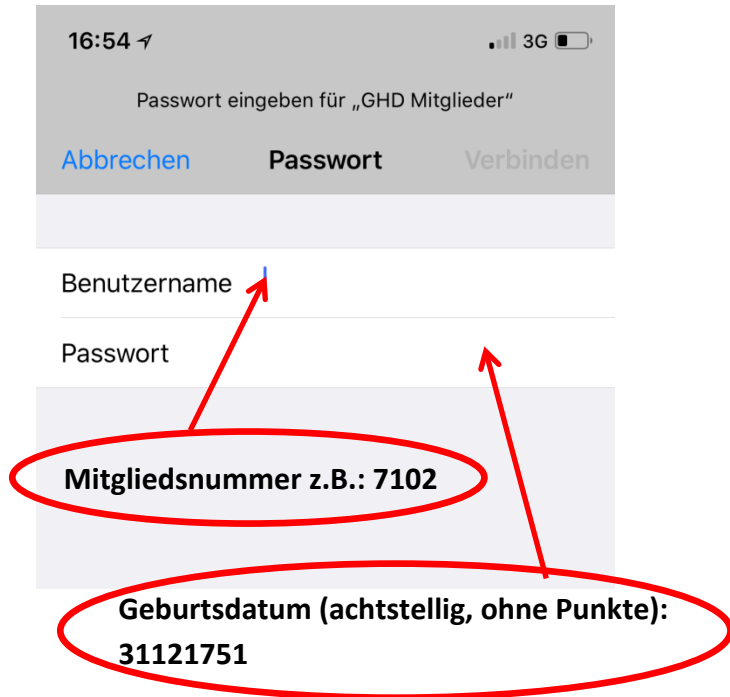 16:54 3G
Passwort eingeben für „GHD Mitglieder“
Abbrechen Passwort Verbinden
Benutzername
Passwort
Mitgliedsnummer z.B.: 7102
Geburtsdatum (achtstellig, ohne Punkte):
31121751